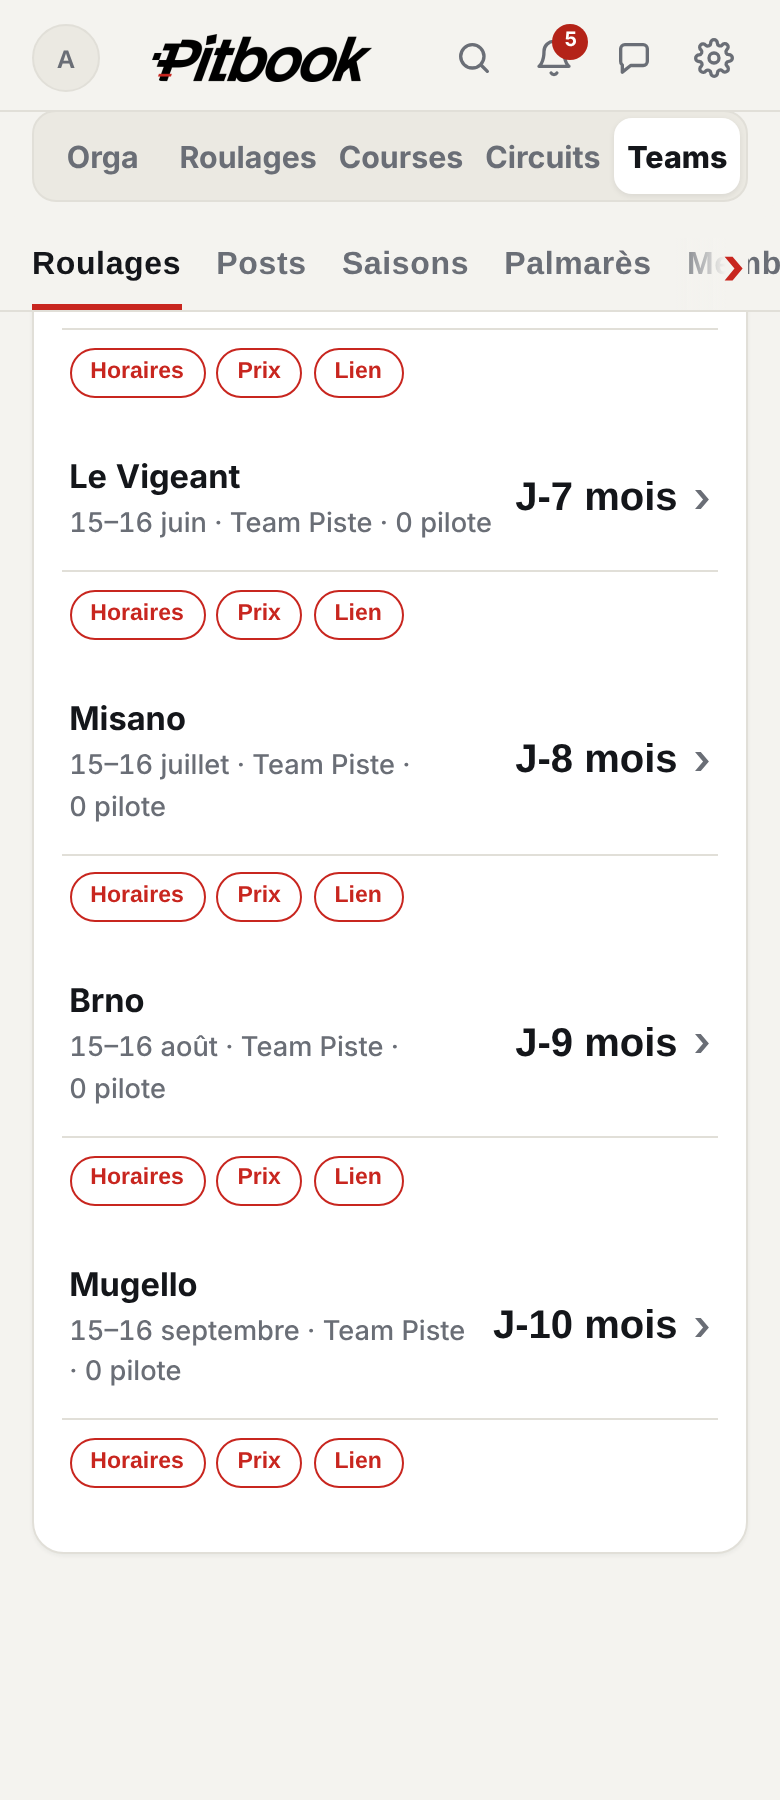 A
Pitbook
5
Orga Roulages Courses Circuits Teams
Roulages Posts Saisons Palmarès
Horaires Prix Lien
Le Vigeant
15–16 juin · Team Piste · 0 pilote
J-7 mois ›
Horaires Prix Lien
Misano
15–16 juillet · Team Piste ·
0 pilote
J-8 mois ›
Horaires Prix Lien
Brno
15–16 août · Team Piste ·
0 pilote
J-9 mois ›
Horaires Prix Lien
Mugello
15–16 septembre · Team Piste
· 0 pilote
J-10 mois ›
Horaires Prix Lien